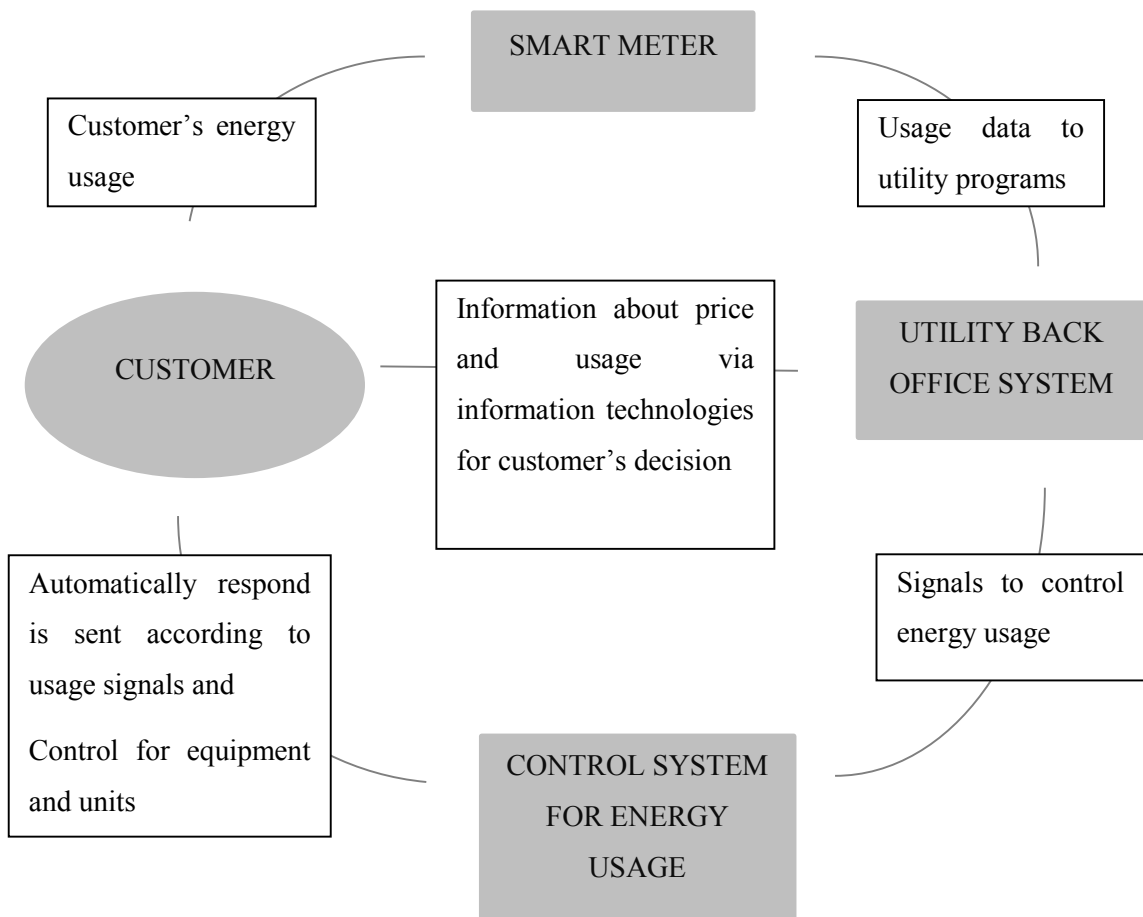 SMART METER
Customer’s energy
usage
Usage data to
utility programs
CUSTOMER
Information about price
and usage via
information technologies
for customer’s decision
UTILITY BACK
OFFICE SYSTEM
Automatically respond
is sent according to
usage signals and
Control for equipment
and units
Signals to control
energy usage
CONTROL SYSTEM
FOR ENERGY
USAGE